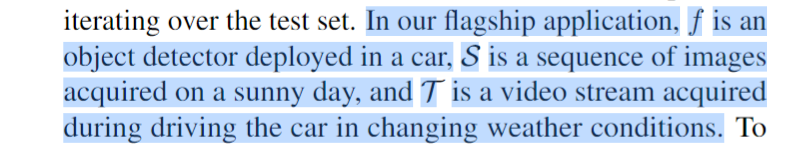 iterating over the test set. In our flagship application, f is an
object detector deployed in a car, S is a sequence of images
acquired on a sunny day, and T is a video stream acquired
during driving the car in changing weather conditions. To